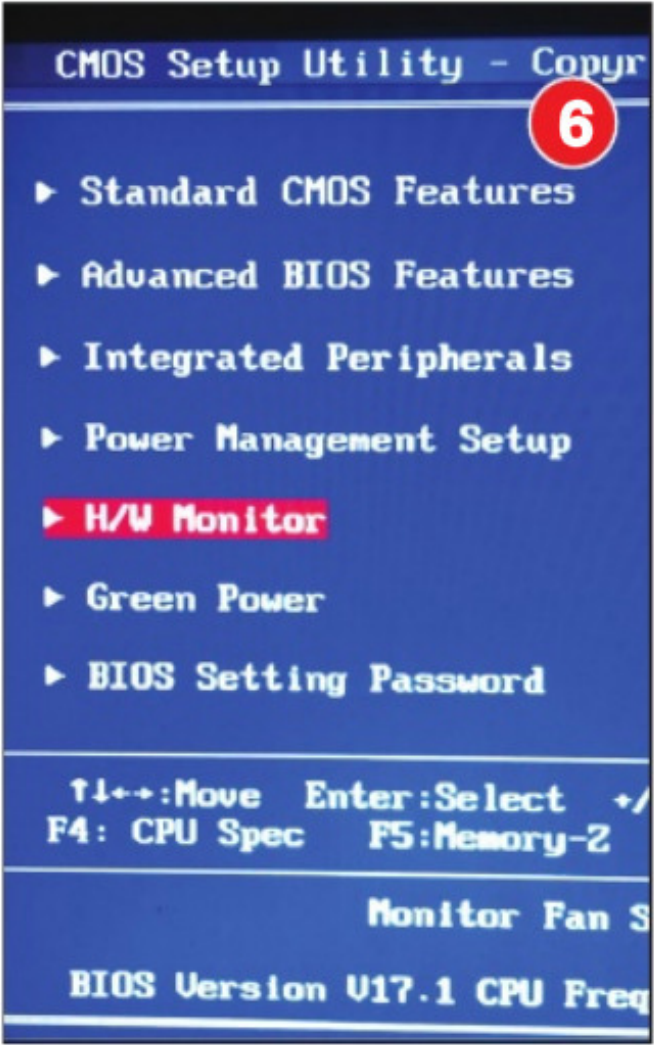 CMOS Setup Utility - Copyr
6
▶ Standard CMOS Features
▶ Advanced BIOS Features
▶ Integrated Peripherals
▶ Power Management Setup
▶ H/W Monitor
▶ Green Power
▶ BIOS Setting Password
↑↓←→:Move Enter:Select +/
F4: CPU Spec F5:Memory-Z
Monitor Fan S
BIOS Version V17.1 CPU Freq